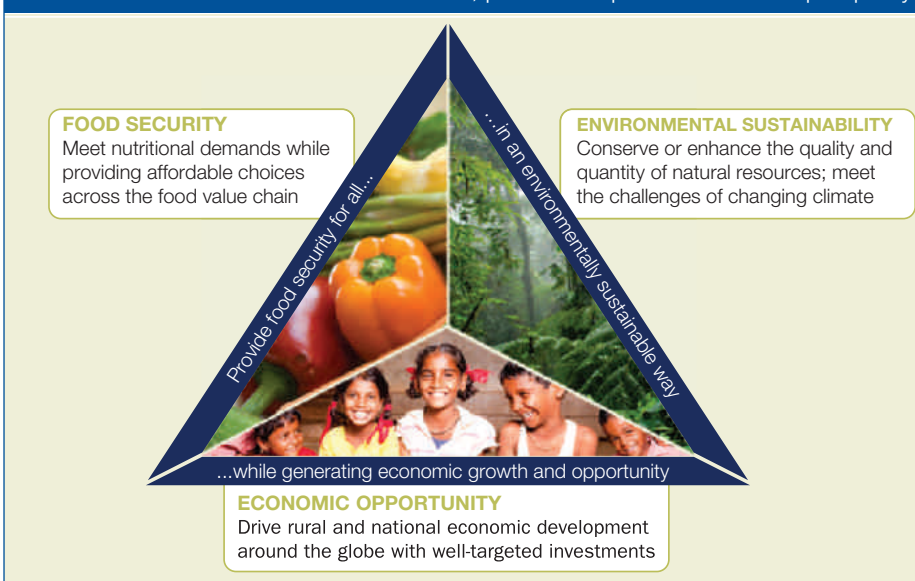 FOOD SECURITY
Meet nutritional demands while
providing affordable choices
across the food value chain
ENVIRONMENTAL SUSTAINABILITY
Conserve or enhance the quality and
quantity of natural resources; meet
the challenges of changing climate
Provide food security for all...
...in an environmentally sustainable way
...while generating economic growth and opportunity
ECONOMIC OPPORTUNITY
Drive rural and national economic development
around the globe with well-targeted investments